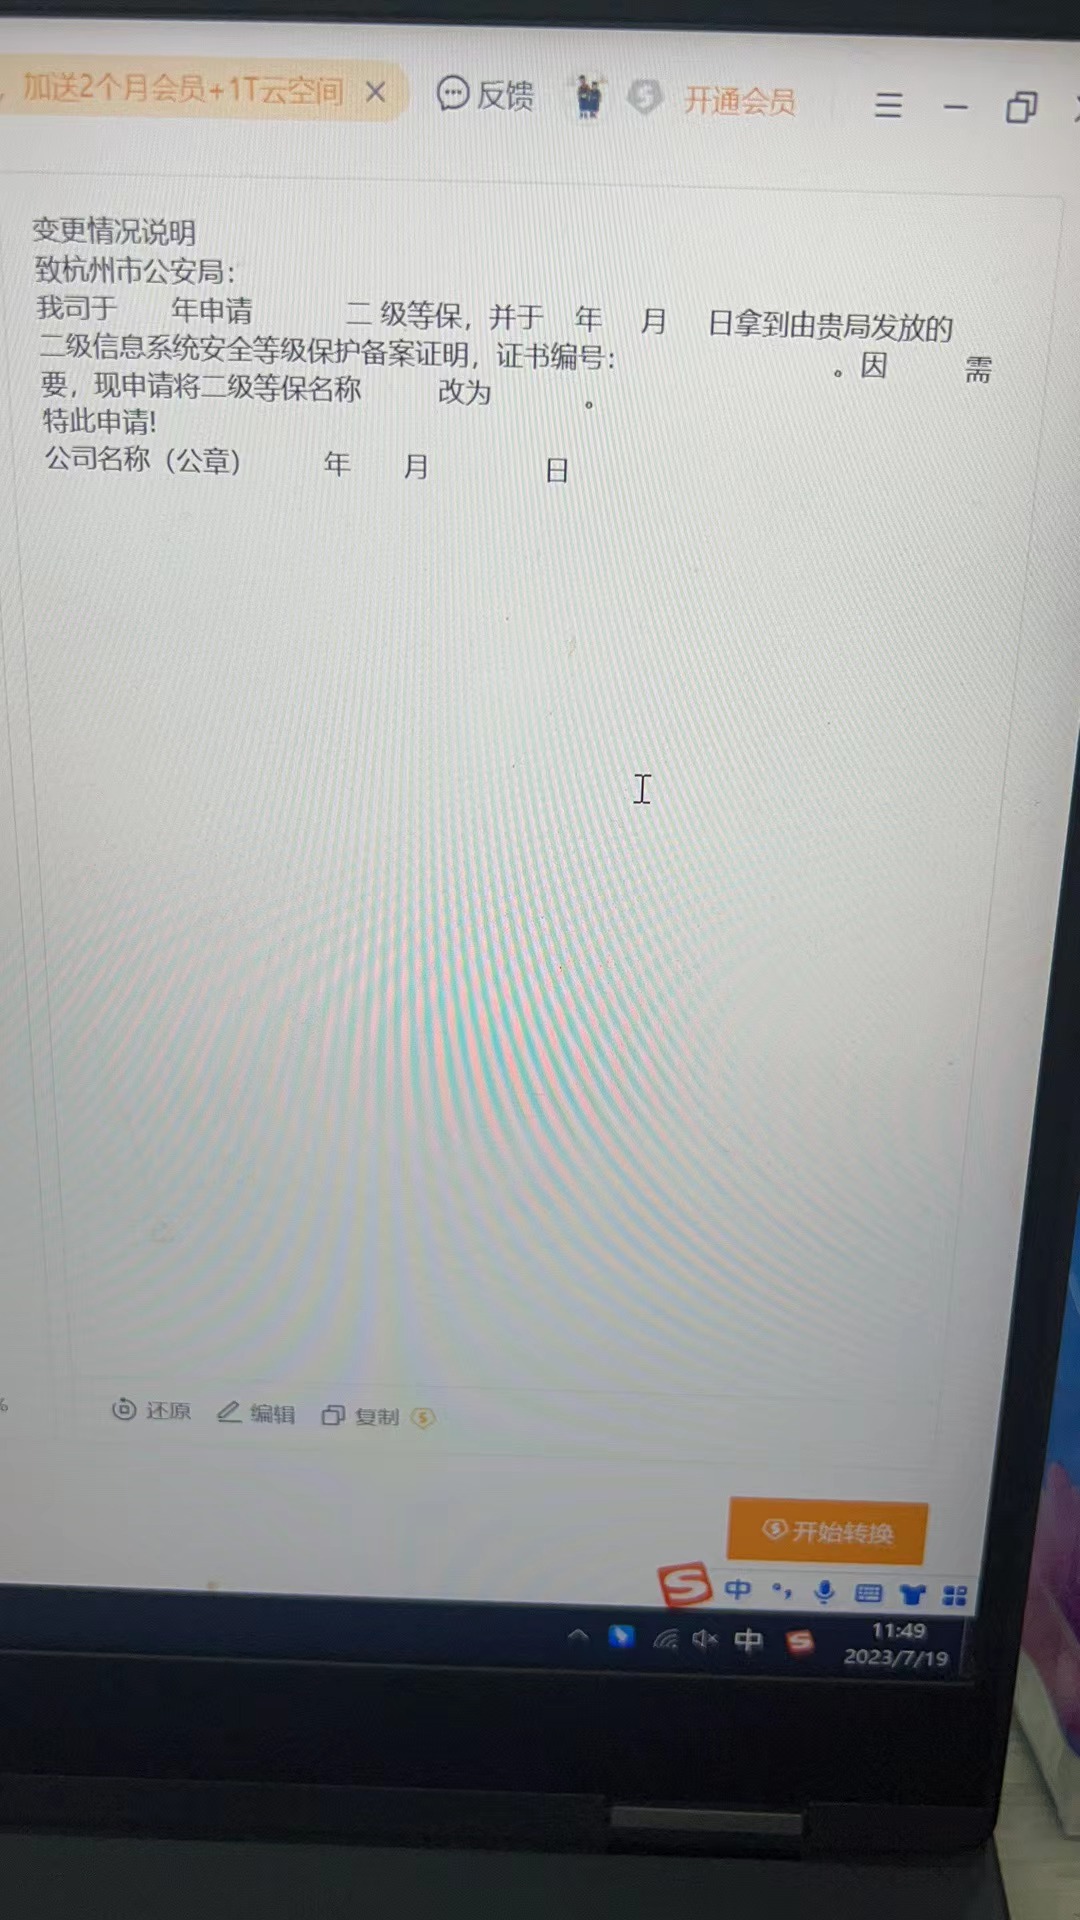 加送2个月会员+1T云空间 反馈 开通会员
变更情况说明
致杭州市公安局：
我司于 年申请 二 级等保，并于 年 月 日拿到由贵局发放的
二级信息系统安全等级保护备案证明，证书编号： 。因 需
要，现申请将二级等保名称 改为 。
特此申请!
公司名称（公章） 年 月 日
还原 编辑 复制
开始转换
中
中 11:49
2023/7/19